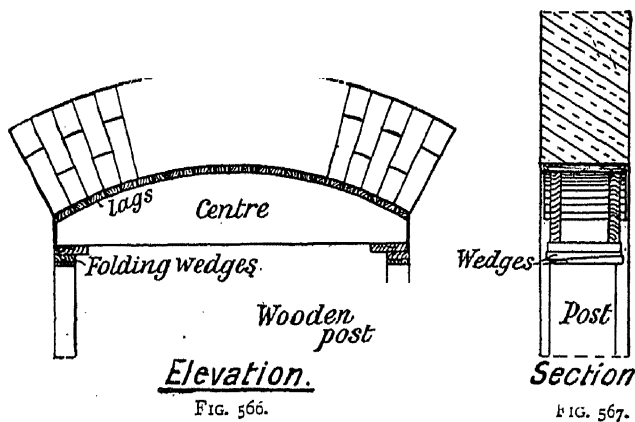 lags
Centre
Folding wedges.
Wooden
post
Elevation.
FIG. 566.
Wedges
Post
Section
FIG. 567.